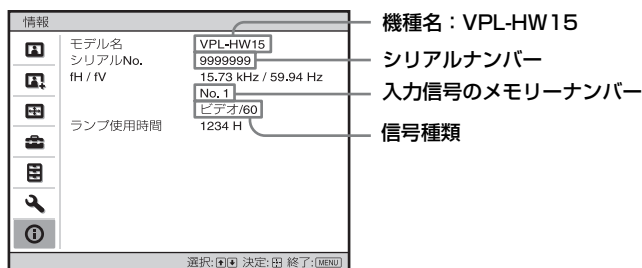 情報
モデル名 VPL-HW15
シリアルNo. 9999999
fH / fV 15.73 kHz / 59.94 Hz
No. 1
ビデオ/60
ランプ使用時間 1234 H
選択: 決定: 終了: MENU
機種名：VPL-HW15
シリアルナンバー
入力信号のメモリーナンバー
信号種類